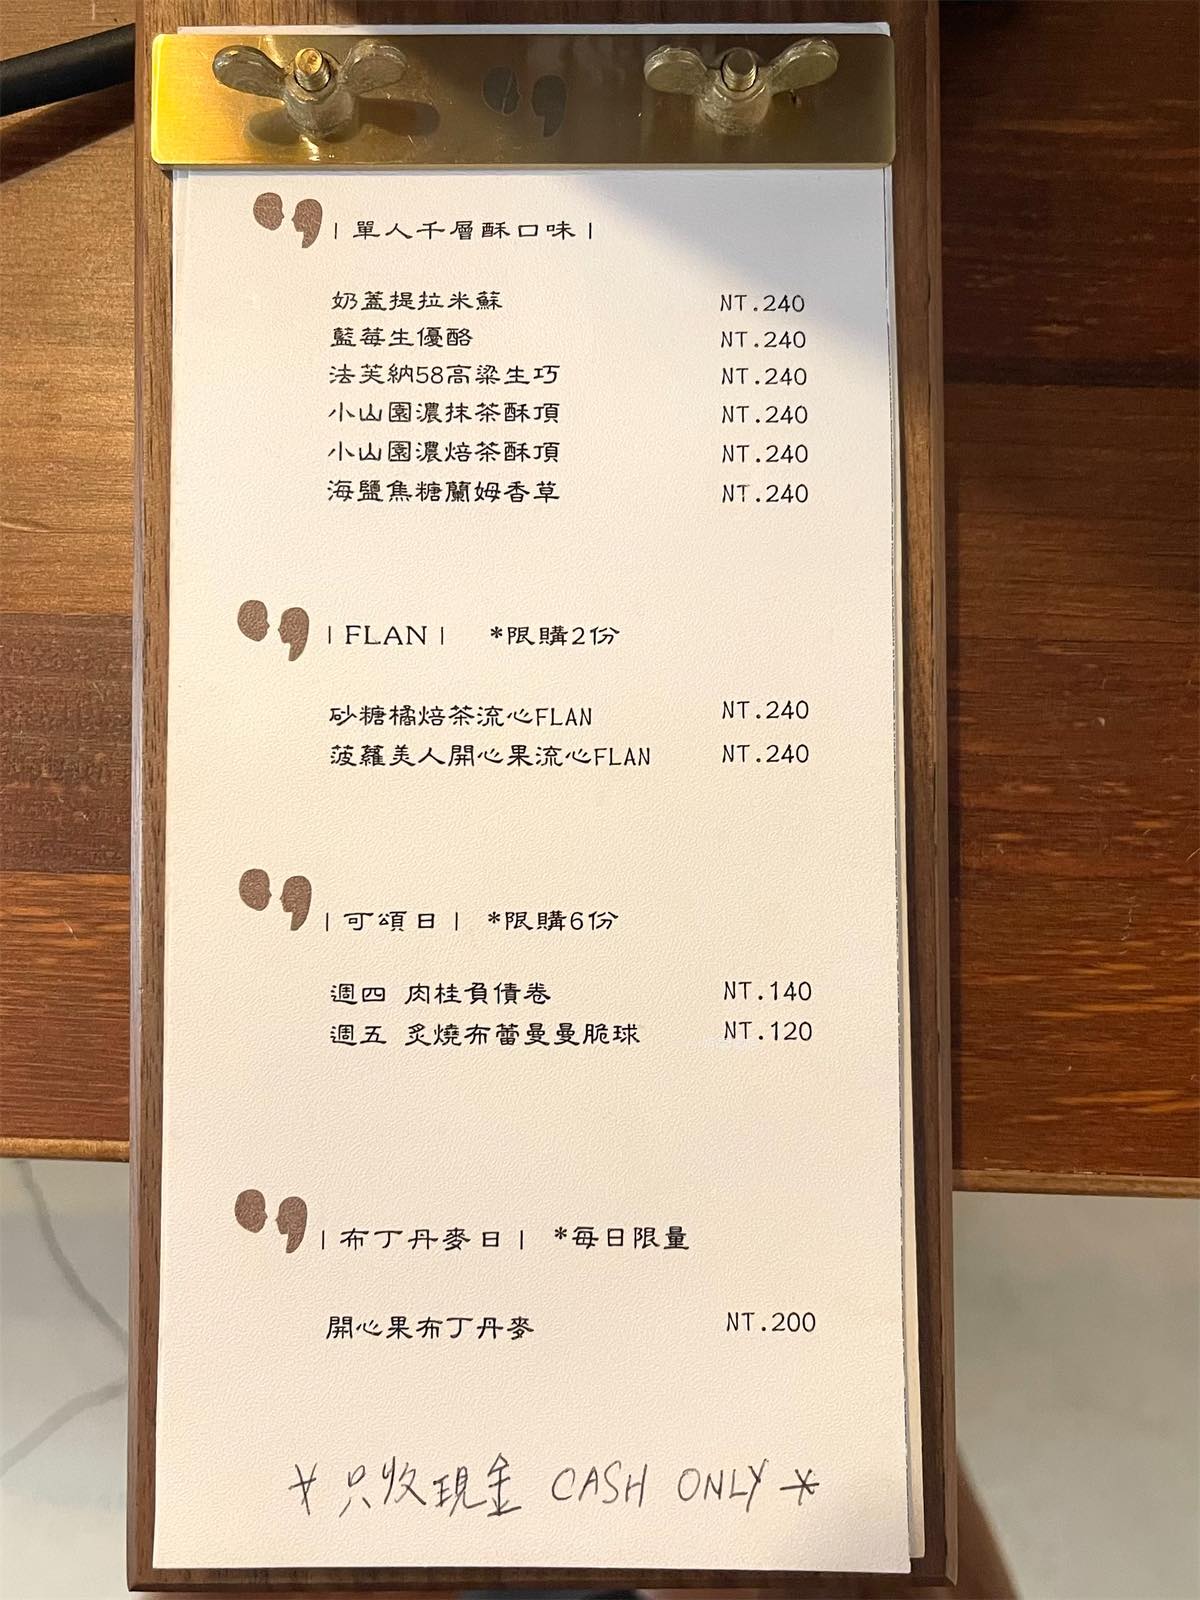 | 單人千層酥口味 |
奶蓋提拉米蘇 NT.240
藍莓生優酪 NT.240
法芙納58高粱生巧 NT.240
小山園濃抹茶酥頂 NT.240
小山園濃焙茶酥頂 NT.240
海鹽焦糖蘭姆香草 NT.240
| FLAN | *限購2份
砂糖橘焙茶流心FLAN NT.240
菠蘿美人開心果流心FLAN NT.240
| 可頌日 | *限購6份
週四 肉桂負債卷 NT.140
週五 炙燒布蕾曼曼脆球 NT.120
| 布丁丹麥日 | *每日限量
開心果布丁丹麥 NT.200
* 只收現金 CASH ONLY *